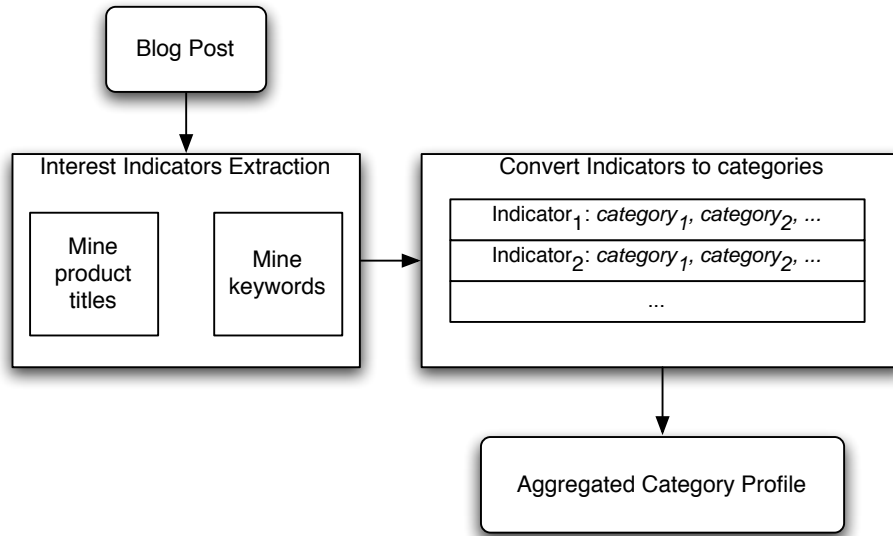 Blog Post
Interest Indicators Extraction
Mine
product
titles
Mine
keywords
Convert Indicators to categories
Indicator1: category1, category2, ...
Indicator2: category1, category2, ...
...
Aggregated Category Profile